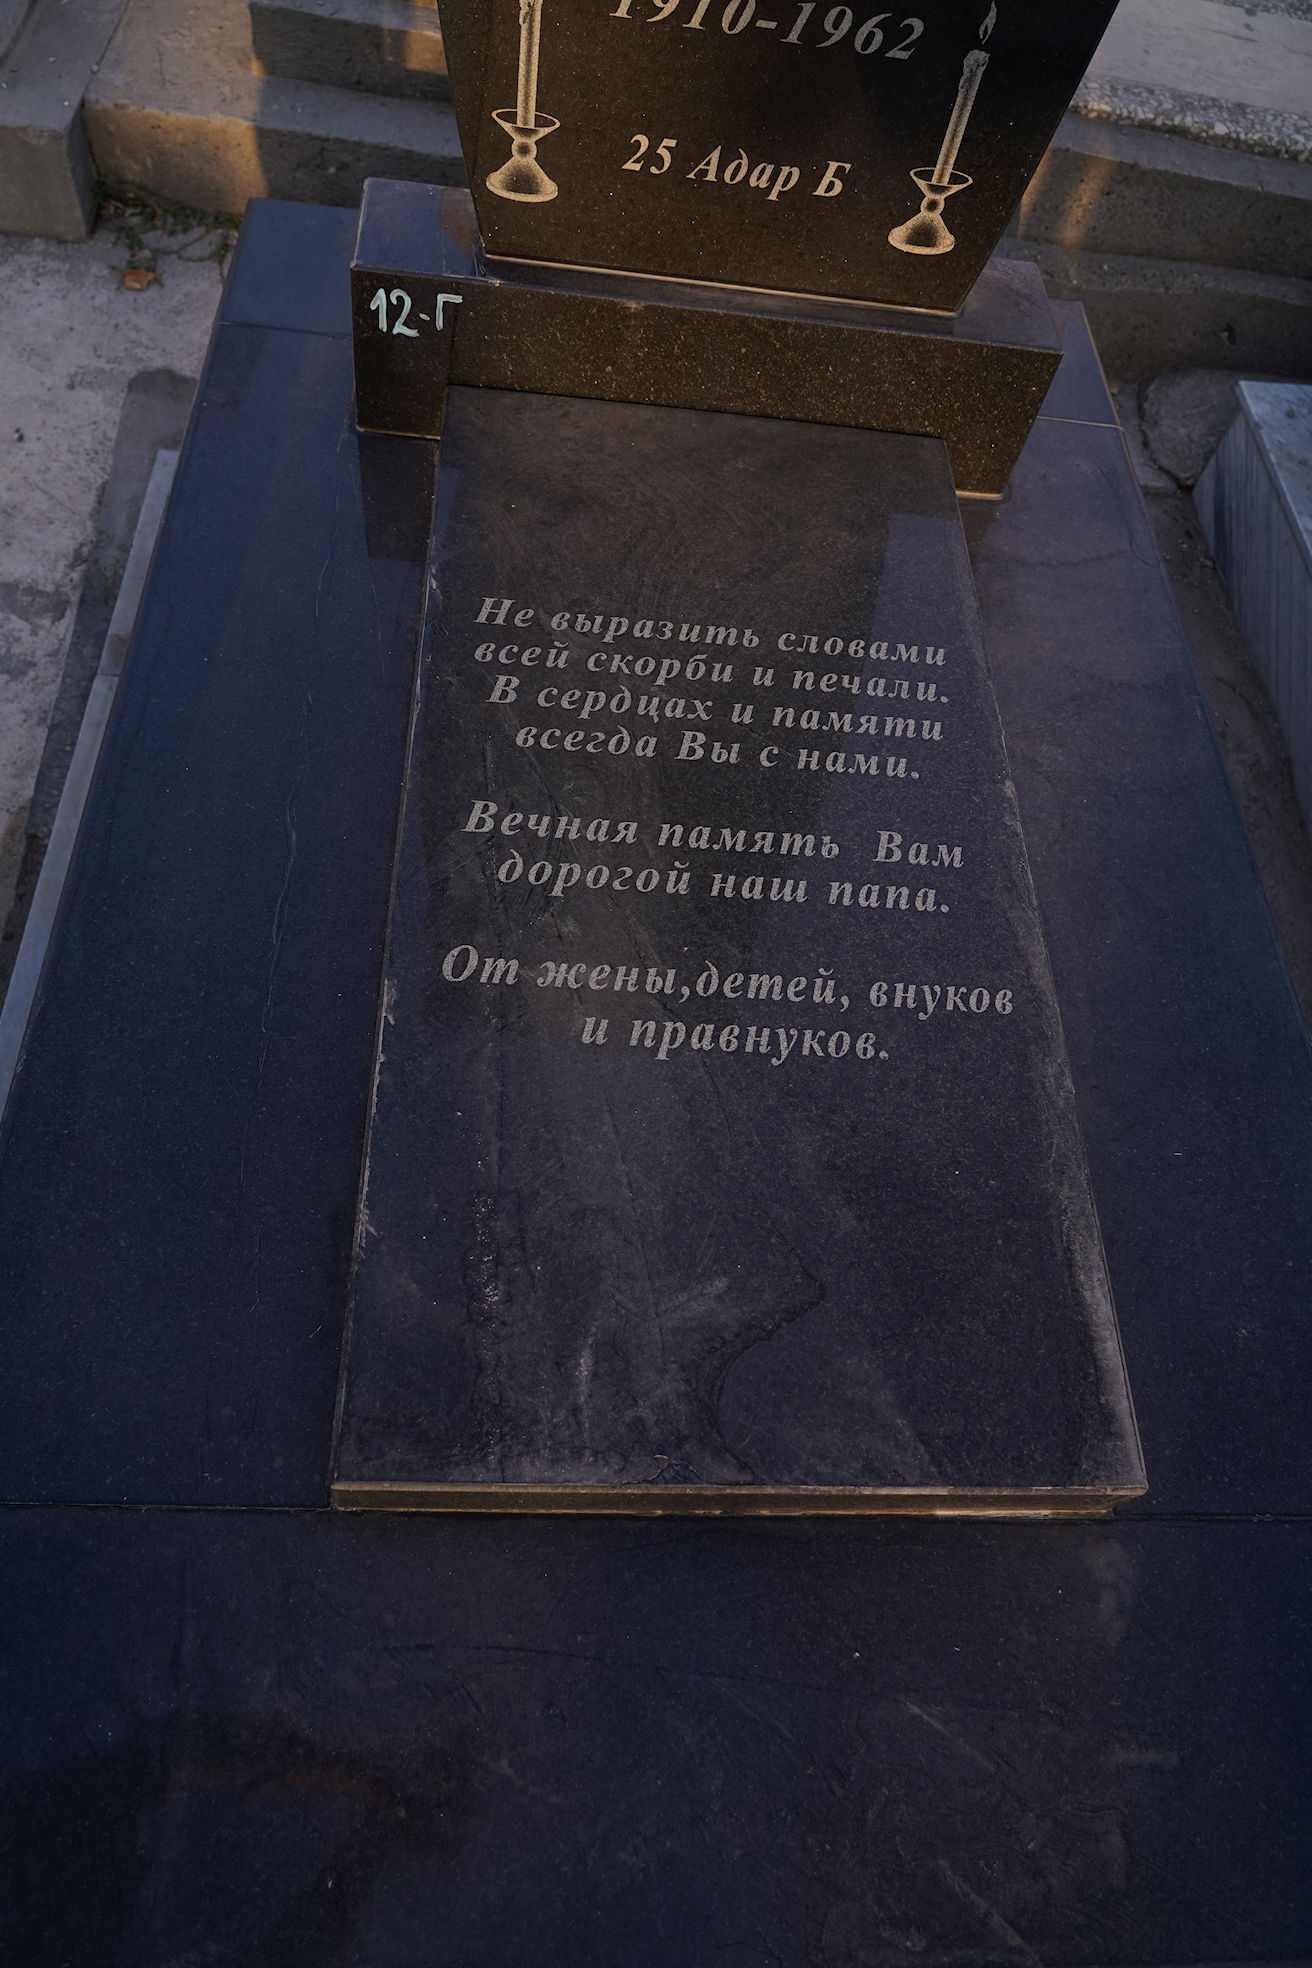 1910-1962
25 Адар Б
12-Г
Не выразить словами
всей скорби и печали.
В сердцах и памяти
всегда Вы с нами.
Вечная память Вам
дорогой наш папа.
От жены,детей, внуков
и правнуков.